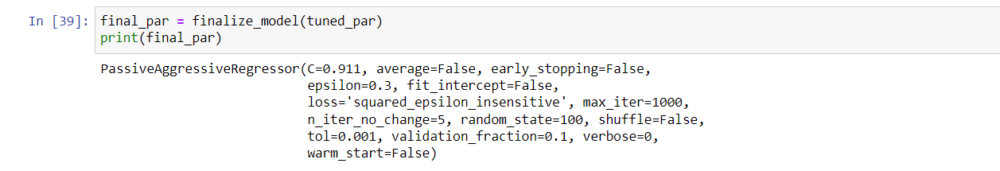 In [39]: final_par = finalize_model(tuned_par)
print(final_par)
PassiveAggressiveRegressor(C=0.911, average=False, early_stopping=False,
epsilon=0.3, fit_intercept=False,
loss='squared_epsilon_insensitive', max_iter=1000,
n_iter_no_change=5, random_state=100, shuffle=False,
tol=0.001, validation_fraction=0.1, verbose=0,
warm_start=False)